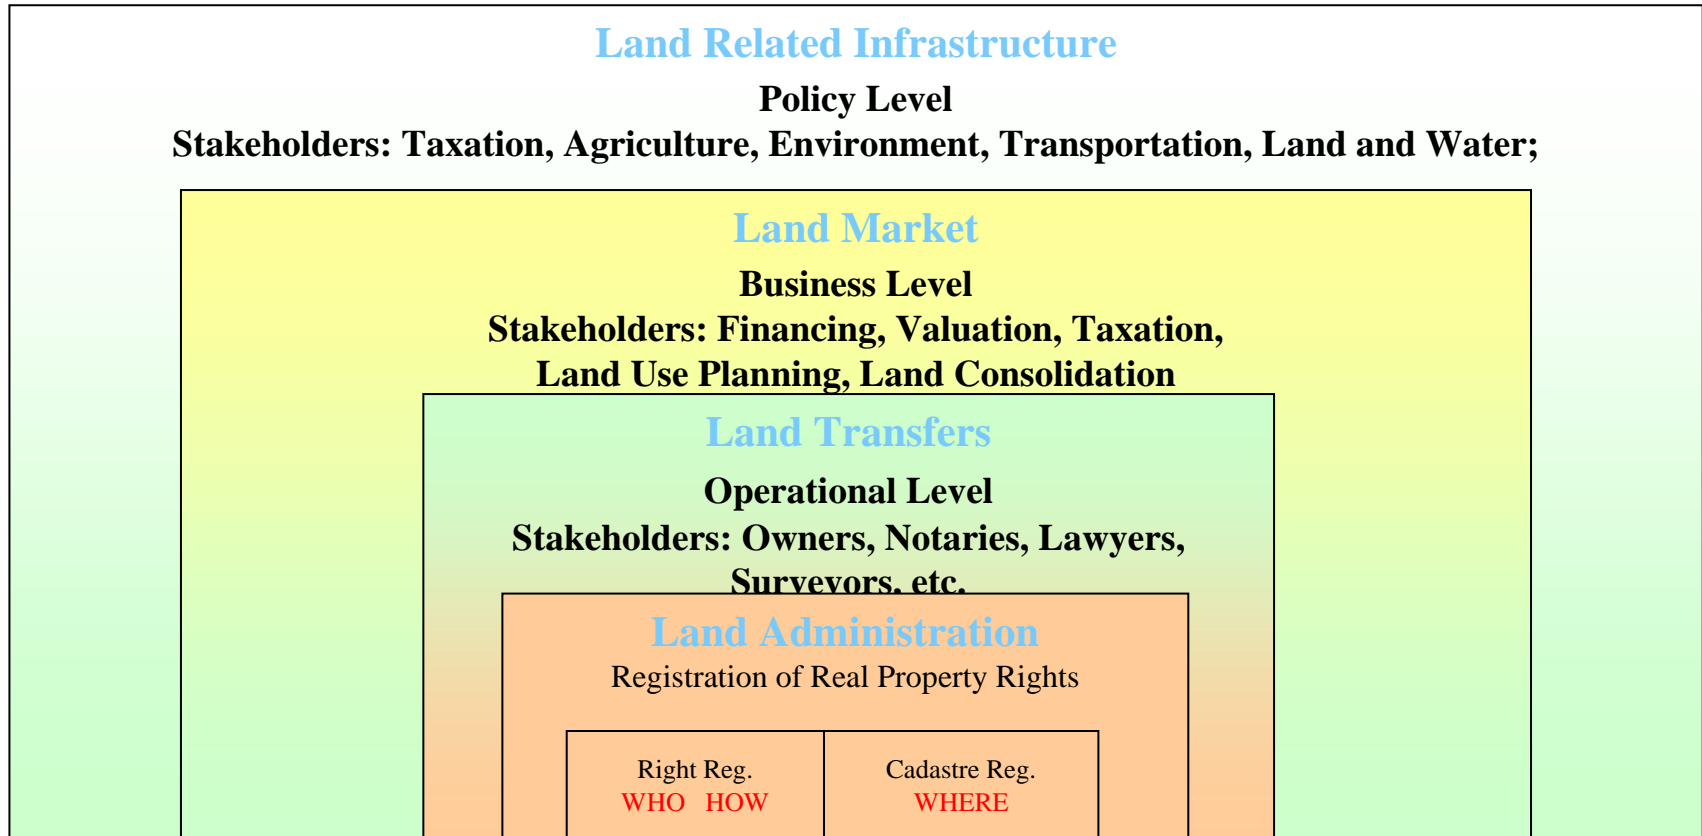 Land Related Infrastructure
Policy Level
Stakeholders: Taxation, Agriculture, Environment, Transportation, Land and Water;
Land Market
Business Level
Stakeholders: Financing, Valuation, Taxation,
Land Use Planning, Land Consolidation
Land Transfers
Operational Level
Stakeholders: Owners, Notaries, Lawyers,
Surveyors, etc.
Land Administration
Registration of Real Property Rights
Right Reg.
WHO HOW
Cadastre Reg.
WHERE